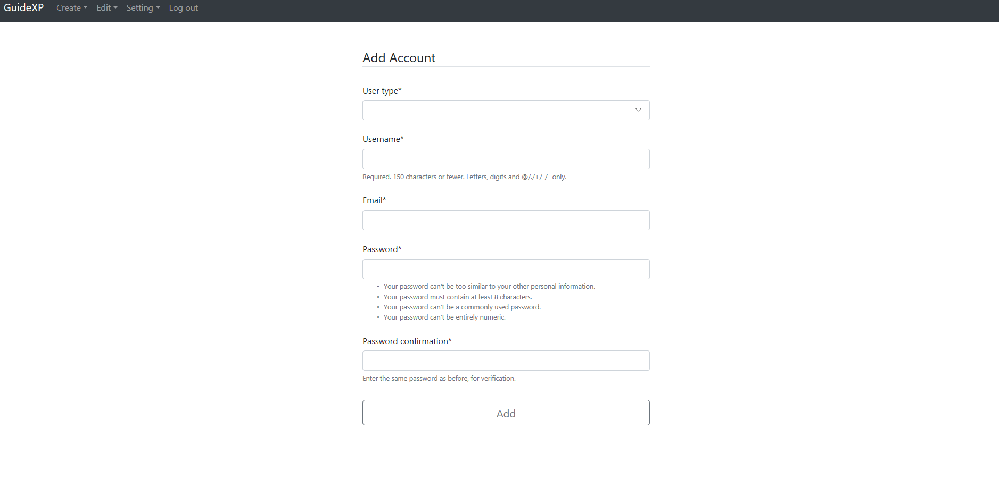 GuideXP Create Edit Setting Log out
Add Account
User type*
---------
Username*
Required. 150 characters or fewer. Letters, digits and @/./+/-/_ only.
Email*
Password*
• Your password can't be too similar to your other personal information.
• Your password must contain at least 8 characters.
• Your password can't be a commonly used password.
• Your password can't be entirely numeric.
Password confirmation*
Enter the same password as before, for verification.
Add